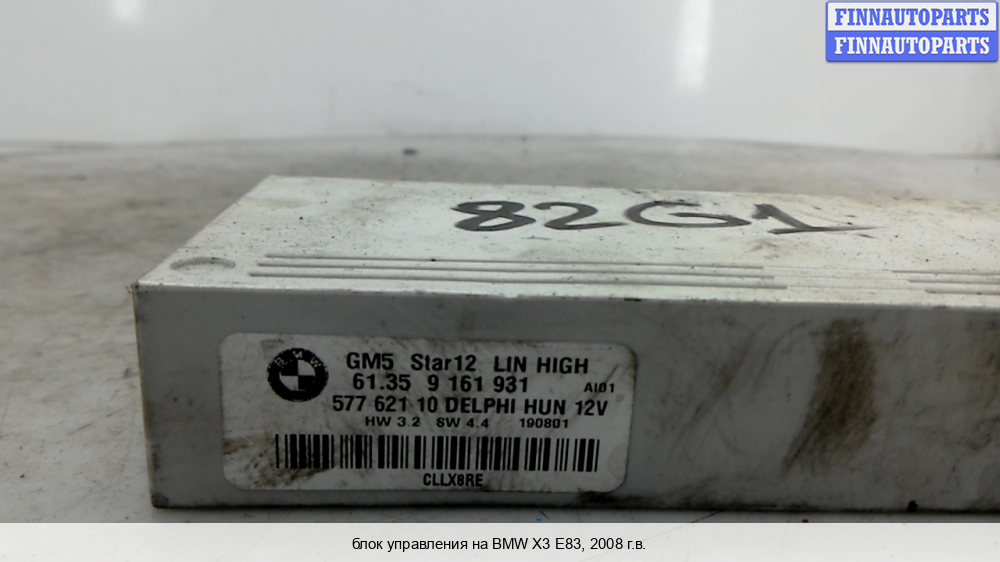 FINNAUTOPARTS
FINNAUTOPARTS
82G1
BMW
GM5 Star12 LIN HIGH
61.35 9 161 931 AI01
577 621 10 DELPHI HUN 12V
HW 3.2 SW 4.4 190801
CLLX8RE
блок управления на BMW X3 E83, 2008 г.в.